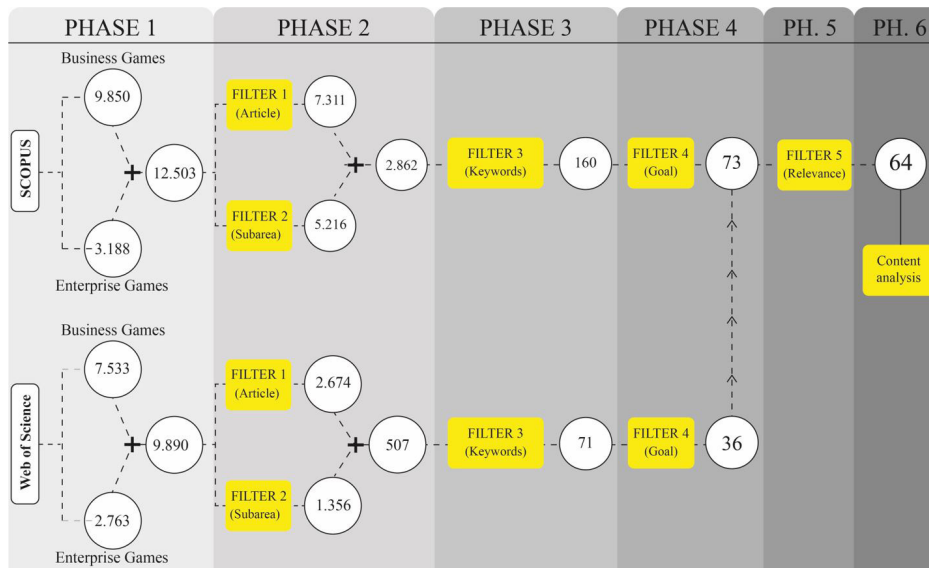 PHASE 1
PHASE 2
PHASE 3
PHASE 4
PH. 5
PH. 6
Business Games
9.850
SCOPUS
12.503
3.188
Enterprise Games
FILTER 1
(Article)
7.311
2.862
FILTER 2
(Subarea)
5.216
FILTER 3
(Keywords)
160
FILTER 4
(Goal)
73
FILTER 5
(Relevance)
64
Content
analysis
Business Games
7.533
Web of Science
9.890
2.763
Enterprise Games
FILTER 1
(Article)
2.674
507
FILTER 2
(Subarea)
1.356
FILTER 3
(Keywords)
71
FILTER 4
(Goal)
36